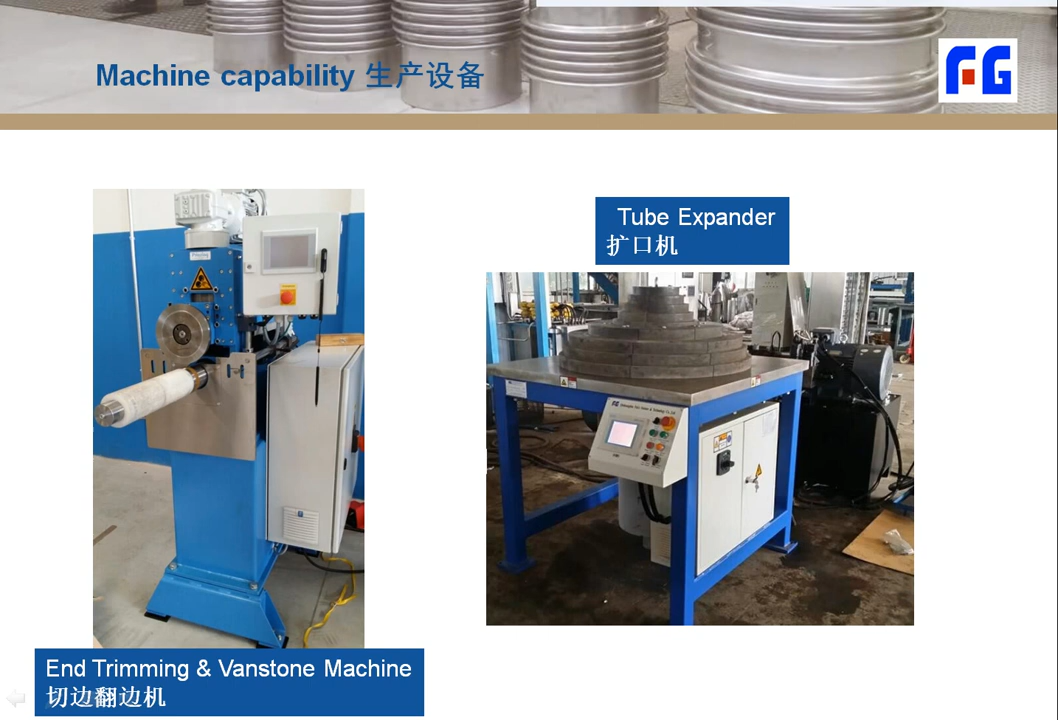 Machine capability 生产设备
FG
Tube Expander
扩口机
End Trimming & Vanstone Machine
切边翻边机